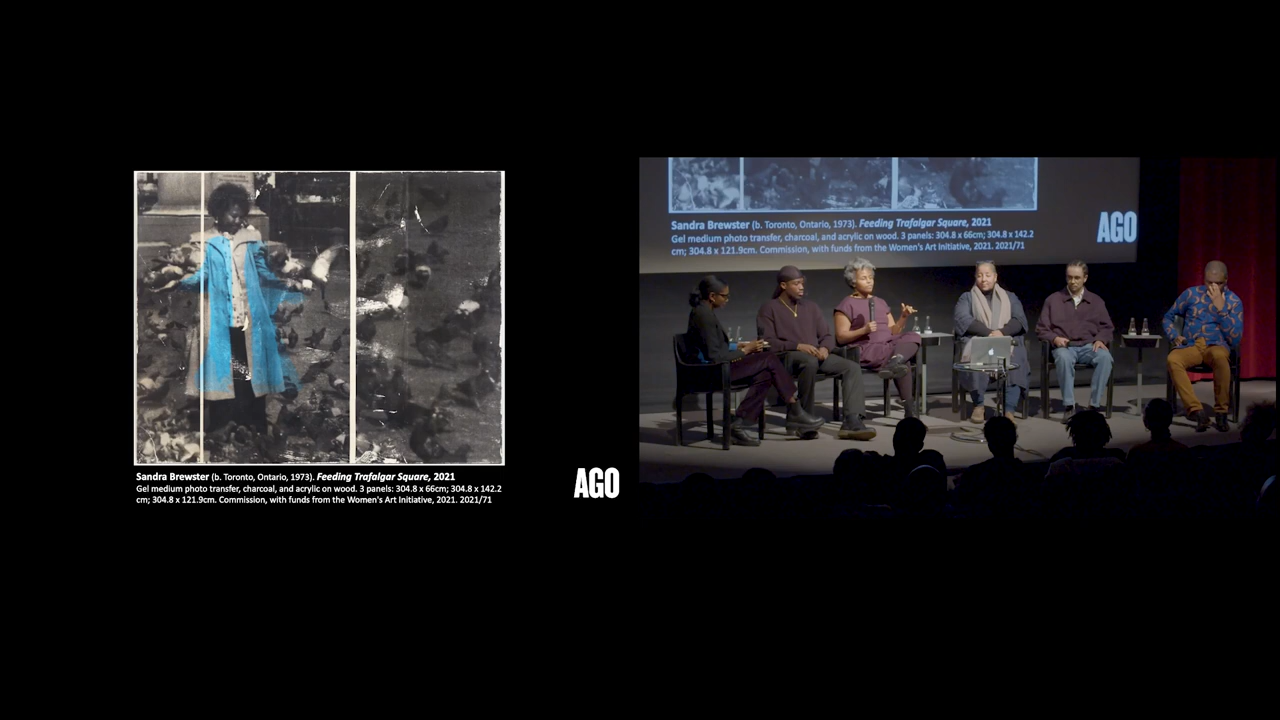 Sandra Brewster (b. Toronto, Ontario, 1973). Feeding Trafalgar Square, 2021
Gel medium photo transfer, charcoal, and acrylic on wood. 3 panels: 304.8 x 66cm; 304.8 x 142.2
cm; 304.8 x 121.9cm. Commission, with funds from the Women's Art Initiative, 2021. 2021/71
AGO
Sandra Brewster (b. Toronto, Ontario, 1973). Feeding Trafalgar Square, 2021
Gel medium photo transfer, charcoal, and acrylic on wood. 3 panels: 304.8 x 66cm; 304.8 x 142.2
cm; 304.8 x 121.9cm. Commission, with funds from the Women's Art Initiative, 2021. 2021/71
AGO